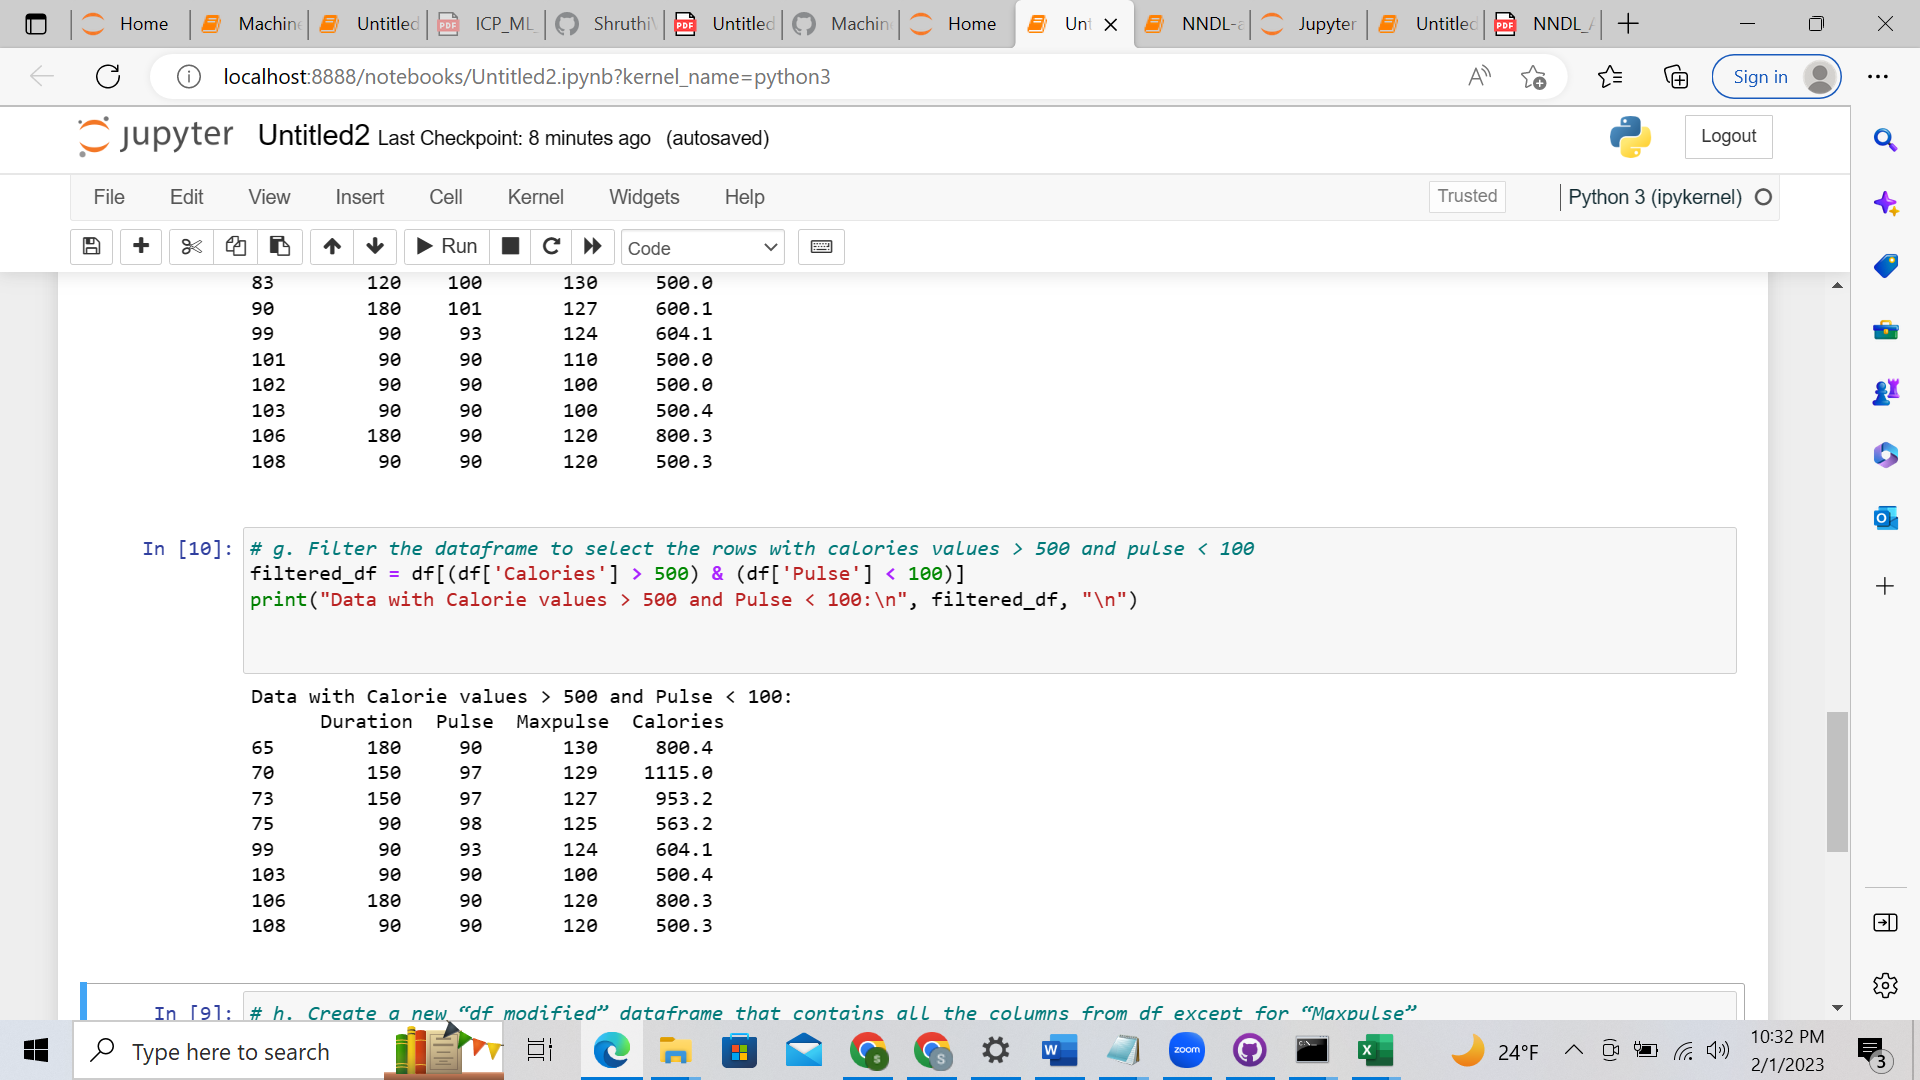 Home
Machin
Untitled
ICP_ML_
Shruthi
Untitled
Machin
Home
Unt
NNDL-a
Jupyter
Untitled
NNDL_A
localhost:8888/notebooks/Untitled2.ipynb?kernel_name=python3
Sign in
jupyter Untitled2 Last Checkpoint: 8 minutes ago (autosaved)
Logout
File Edit View Insert Cell Kernel Widgets Help
Trusted
Python 3 (ipykernel)
Run
Code
83 120 100 130 500.0
90 180 101 127 600.1
99 90 93 124 604.1
101 90 90 110 500.0
102 90 90 100 500.0
103 90 90 100 500.4
106 180 90 120 800.3
108 90 90 120 500.3
In [10]: # g. Filter the dataframe to select the rows with calories values > 500 and pulse < 100
filtered_df = df[(df['Calories'] > 500) & (df['Pulse'] < 100)]
print("Data with Calorie values > 500 and Pulse < 100:\n", filtered_df, "\n")
Data with Calorie values > 500 and Pulse < 100:
Duration Pulse Maxpulse Calories
65 180 90 130 800.4
70 150 97 129 1115.0
73 150 97 127 953.2
75 90 98 125 563.2
99 90 93 124 604.1
103 90 90 100 500.4
106 180 90 120 800.3
108 90 90 120 500.3
In [9]: # h. Create a new “df_modified” dataframe that contains all the columns from df except for “Maxpulse”
Type here to search
zoom
24°F
10:32 PM
2/1/2023
3